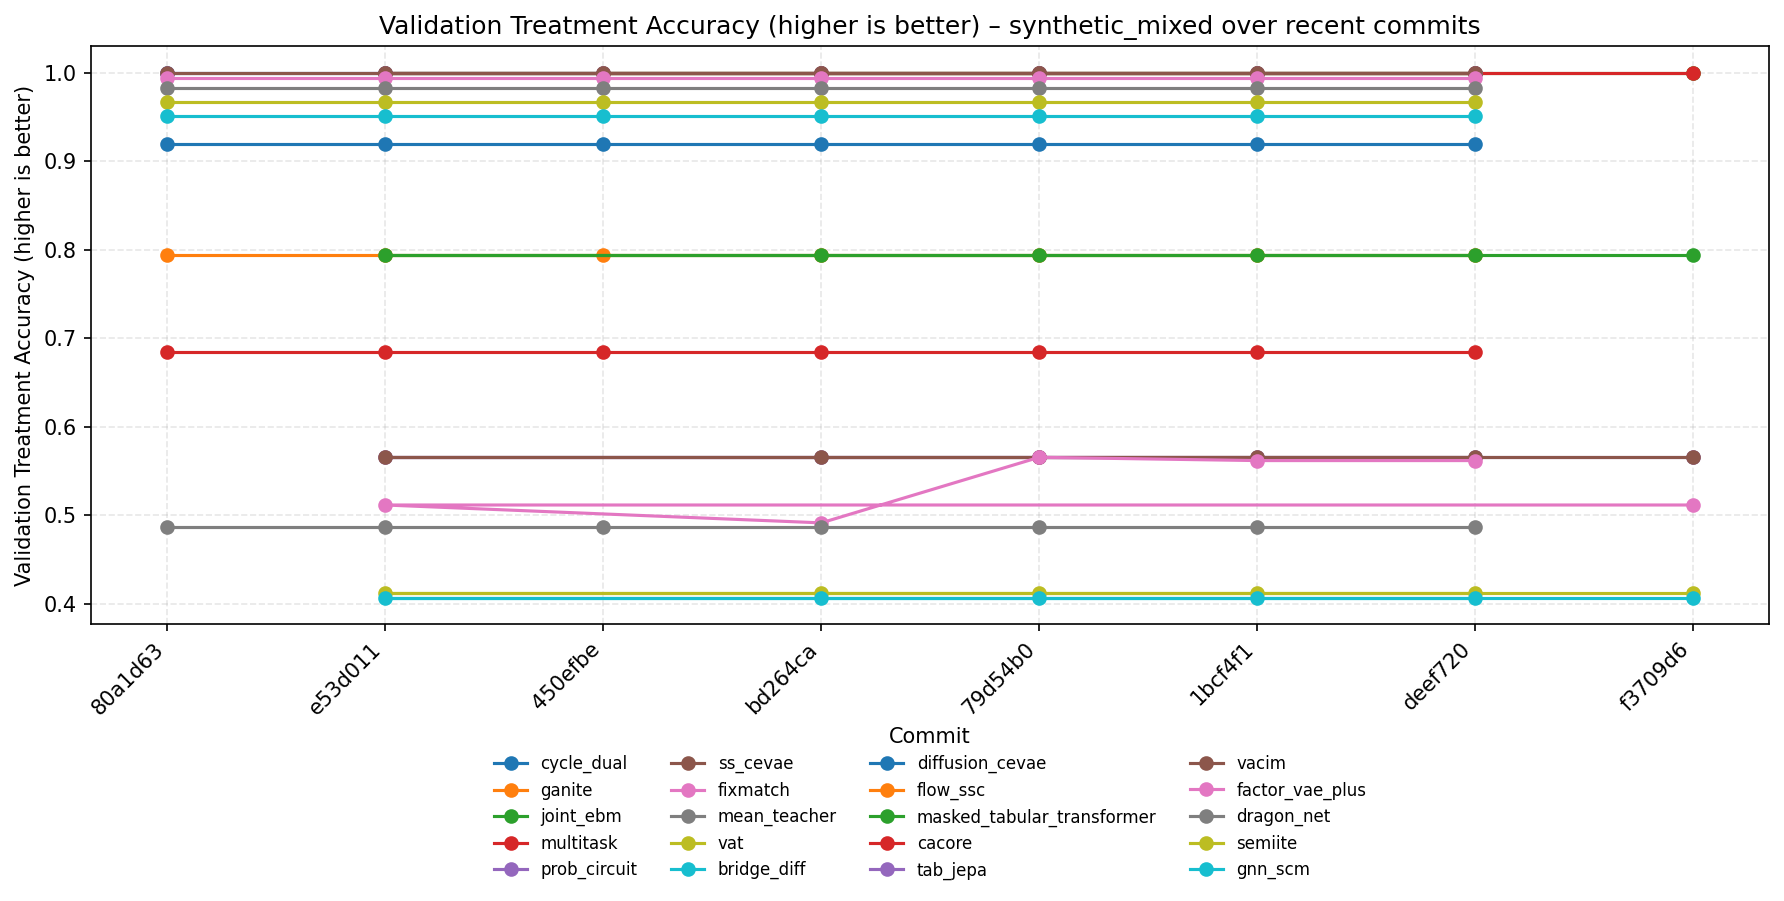 Validation Treatment Accuracy (higher is better) – synthetic_mixed over recent commits
Validation Treatment Accuracy (higher is better)
1.0
0.9
0.8
0.7
0.6
0.5
0.4
80a1d63
e53d011
450efbe
bd264ca
79d54b0
1bcf4f1
deef720
f3709d6
Commit
cycle_dual
ganite
joint_ebm
multitask
prob_circuit
ss_cevae
fixmatch
mean_teacher
vat
bridge_diff
diffusion_cevae
flow_ssc
masked_tabular_transformer
cacore
tab_jepa
vacim
factor_vae_plus
dragon_net
semiite
gnn_scm